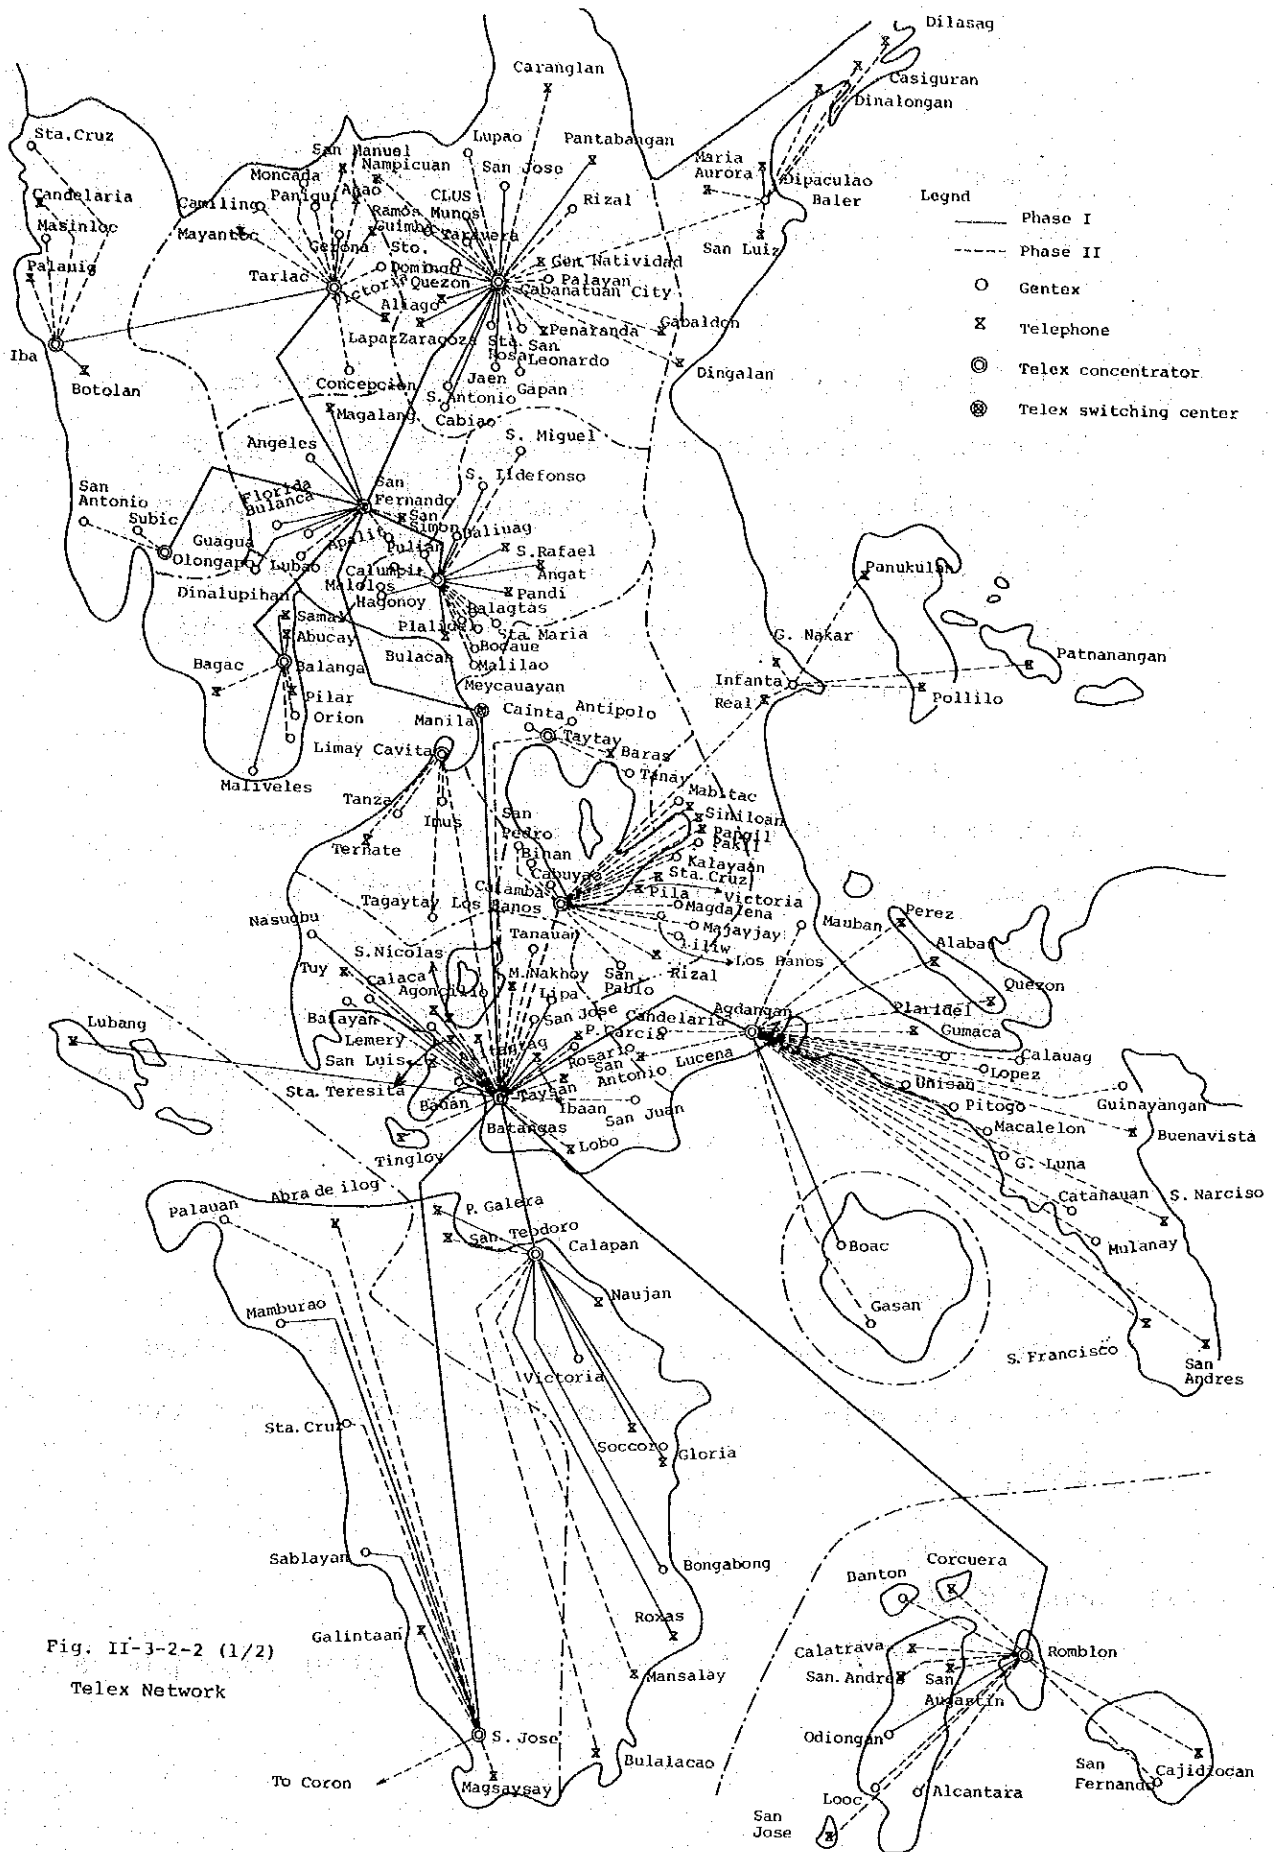 Dilasag
Caranglan
Casiguran
Dinalongan
Sta.Cruz
Lupao
Pantabangan
San Manuel
Nampicuan
San Jose
Maria
Aurora
Moncada
Anao
CLUS
Dipaculao
Candelaria
Paniqui
Rizal
Baler
Camiling
Ramos
Munos
Masinloc
Guimba
Talavera
Mayantoc
Gerona
Sto.
Domingo
San Luiz
Palauig
Gen Natividad
Tarlac
Victoria
Quezon
Palayan
Cabanatuan City
Aliago
Penaranda
Gabaldon
Lapaz
Zaragoza
Sta.
Rosa
San
Leonardo
Iba
Dingalan
Botolan
Concepcion
Jaen
Gapan
S. Antonio
Magalang
Cabiao
Legnd
Phase I
Phase II
Gentex
Telephone
Telex concentrator
Telex switching center
Angeles
S. Miguel
S. Ildefonso
San
Antonio
Florida
Bulanca
San
Fernando
Subic
San
Simon
Baliuag
Guagua
Apalit
Pulian
S.Rafael
Olongapo
Lubao
Calumpit
Angat
Panukulan
Dinalupihan
Malolos
Pandi
Hagonoy
Balagtas
Samal
Plalidel
Sta. Maria
Abucay
Bocaue
G. Nakar
Bulacan
Malilao
Patnanangan
Bagac
Balanga
Meycauayan
Infanta
Pilar
Real
Pollilo
Orion
Manila
Cainta
Antipolo
Limay
Cavita
Taytay
Baras
Maliveles
Tanay
Tanza
Mabitac
Imus
San
Pedro
Siniloan
Pangil
Ternate
Binan
Pakil
Kalayaan
Cabuyao
Sta. Cruz
Calamba
Pila
Victoria
Tagaytay
Los Banos
Magdalena
Perez
Nasugbu
Majayjay
Mauban
Tanauan
Liliw
Alabat
S.Nicolas
Los Banos
Tuy
M.Nakhoy
San
Pablo
Rizal
Calaca
Quezon
Agoncillo
Lipa
Agdangan
Plaridel
Lubang
Balayan
San Jose
Candelaria
Gumaca
Lemery
P.Garcia
Rosario
Calauag
San Luis
San
Antonio
Lucena
Lopez
Unisan
Sta. Teresita
Taysan
Guinayangan
Bauan
Ibaan
Pitogo
San Juan
Batangas
Macalelon
Buenavista
Lobo
Tingloy
G. Luna
Abra de ilog
Catanauan
S. Narciso
Palauan
P. Galera
San. Teodoro
Calapan
Boac
Mulanay
Mamburao
Naujan
Gasan
S. Francisco
Victoria
San
Andres
Sta. Cruz
Soccoro
Gloria
Sablayan
Bongabong
Banton
Corcuera
Galintaan
Roxas
Calatrava
Romblon
Mansalay
San. Andres
San
Augastin
S. Jose
Odiongan
Bulalacao
San
Fernando
Cajidiocan
To Coron
Magsaysay
Looc
Alcantara
San
Jose
Fig. II-3-2-2 (1/2)
Telex Network